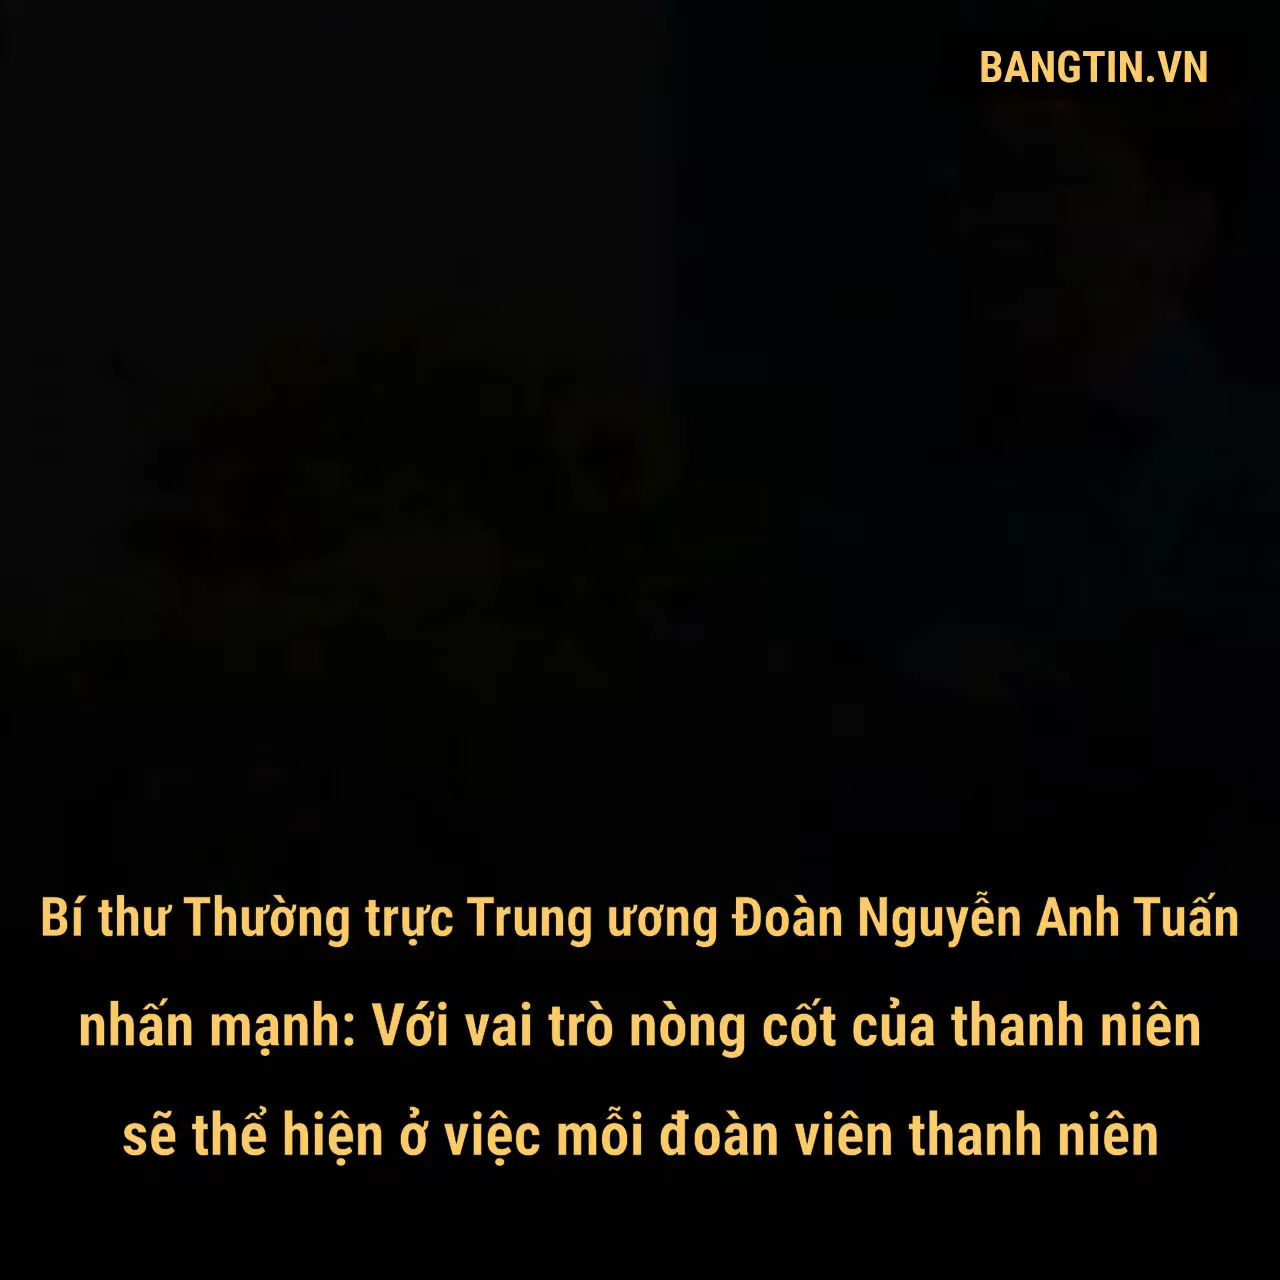 BANGTIN.VN
Bí thư Thường trực Trung ương Đoàn Nguyễn Anh Tuấn
nhấn mạnh: Với vai trò nòng cốt của thanh niên
sẽ thể hiện ở việc mỗi đoàn viên thanh niên